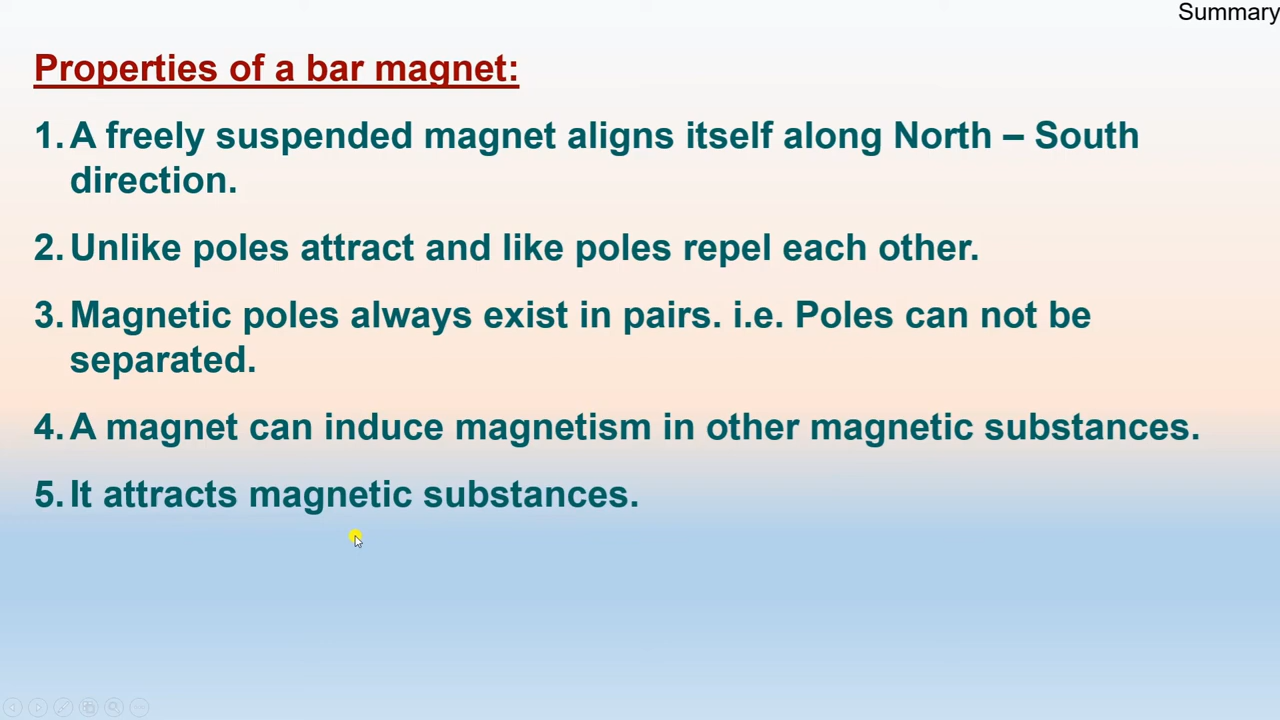 Summary
Properties of a bar magnet:
1. A freely suspended magnet aligns itself along North – South
direction.
2. Unlike poles attract and like poles repel each other.
3. Magnetic poles always exist in pairs. i.e. Poles can not be
separated.
4. A magnet can induce magnetism in other magnetic substances.
5. It attracts magnetic substances.